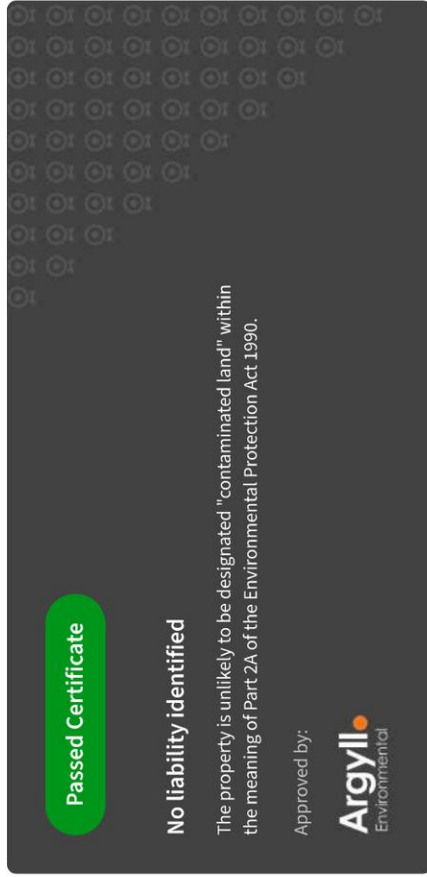 Passed Certificate
No liability identified
The property is unlikely to be designated "contaminated land" within
the meaning of Part 2A of the Environmental Protection Act 1990.
Approved by:
Argyll
Environmental